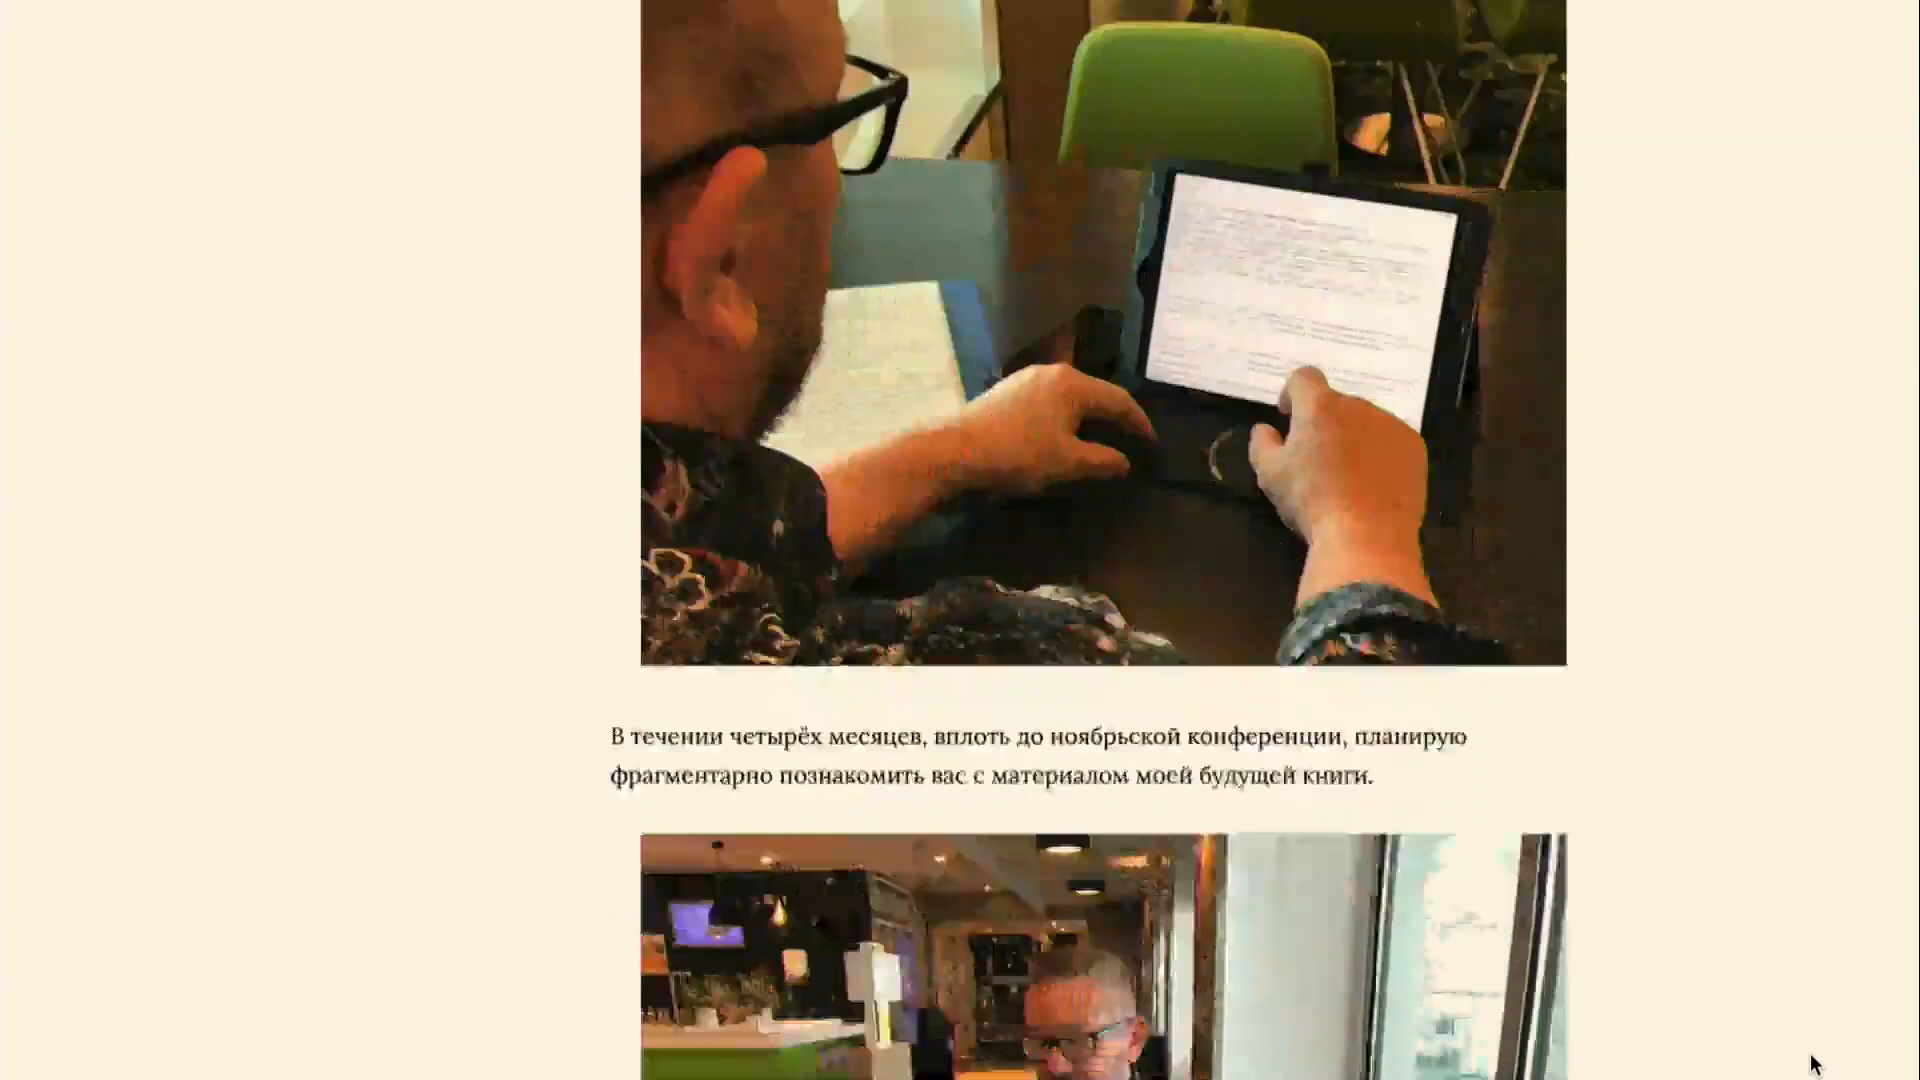 В течении четырёх месяцев, вплоть до ноябрьской конференции, планирую
фрагментарно познакомить вас с материалом моей будущей книги.